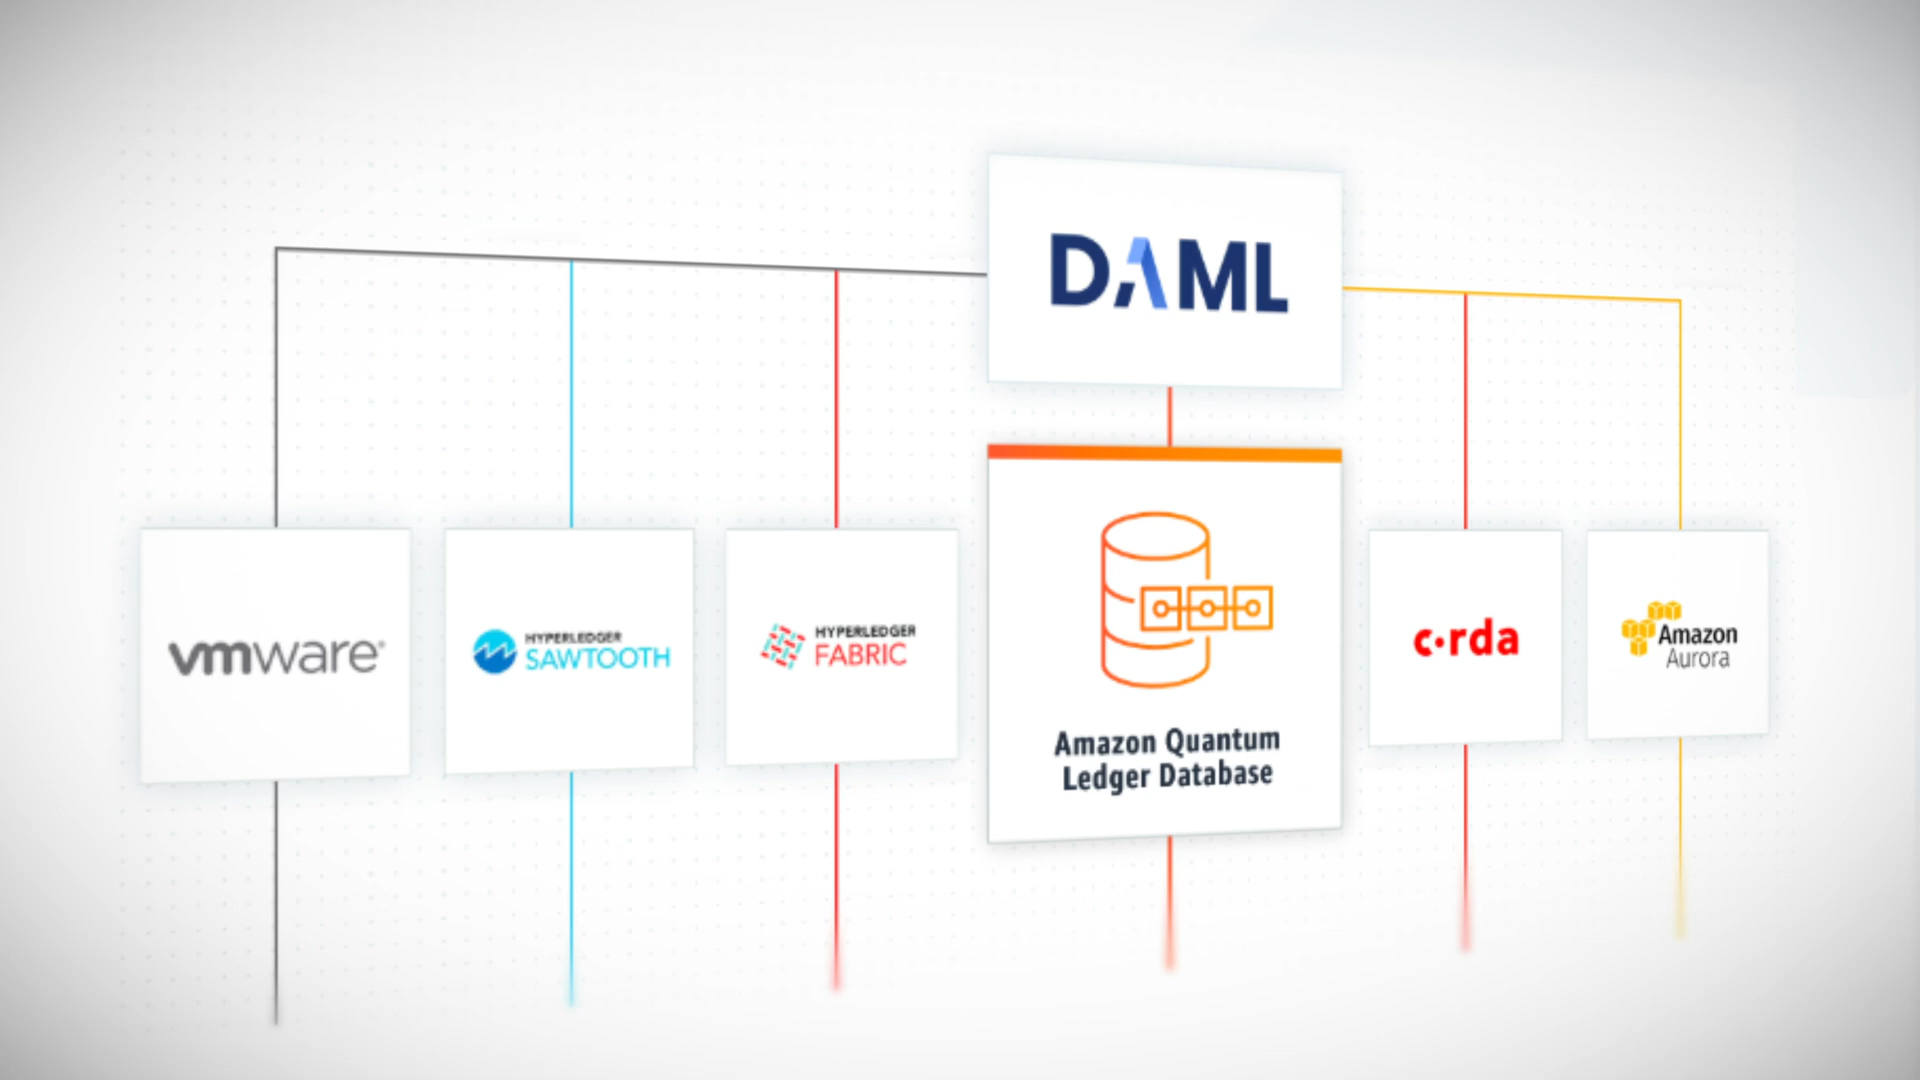 DAML
vmware®
HYPERLEDGER
SAWTOOTH
HYPERLEDGER
FABRIC
Amazon Quantum
Ledger Database
c·rda
Amazon
Aurora